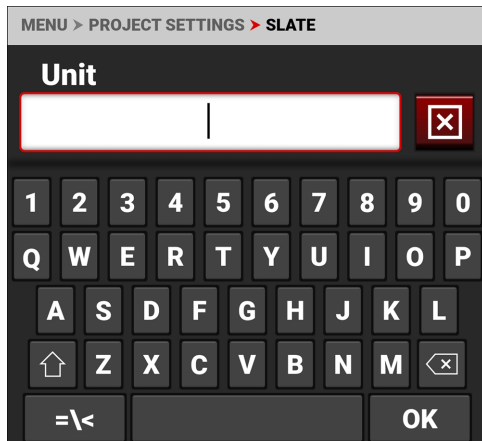 MENU > PROJECT SETTINGS > SLATE
Unit
1 2 3 4 5 6 7 8 9 0
Q W E R T Y U I O P
A S D F G H J K L
Z X C V B N M
=\< OK